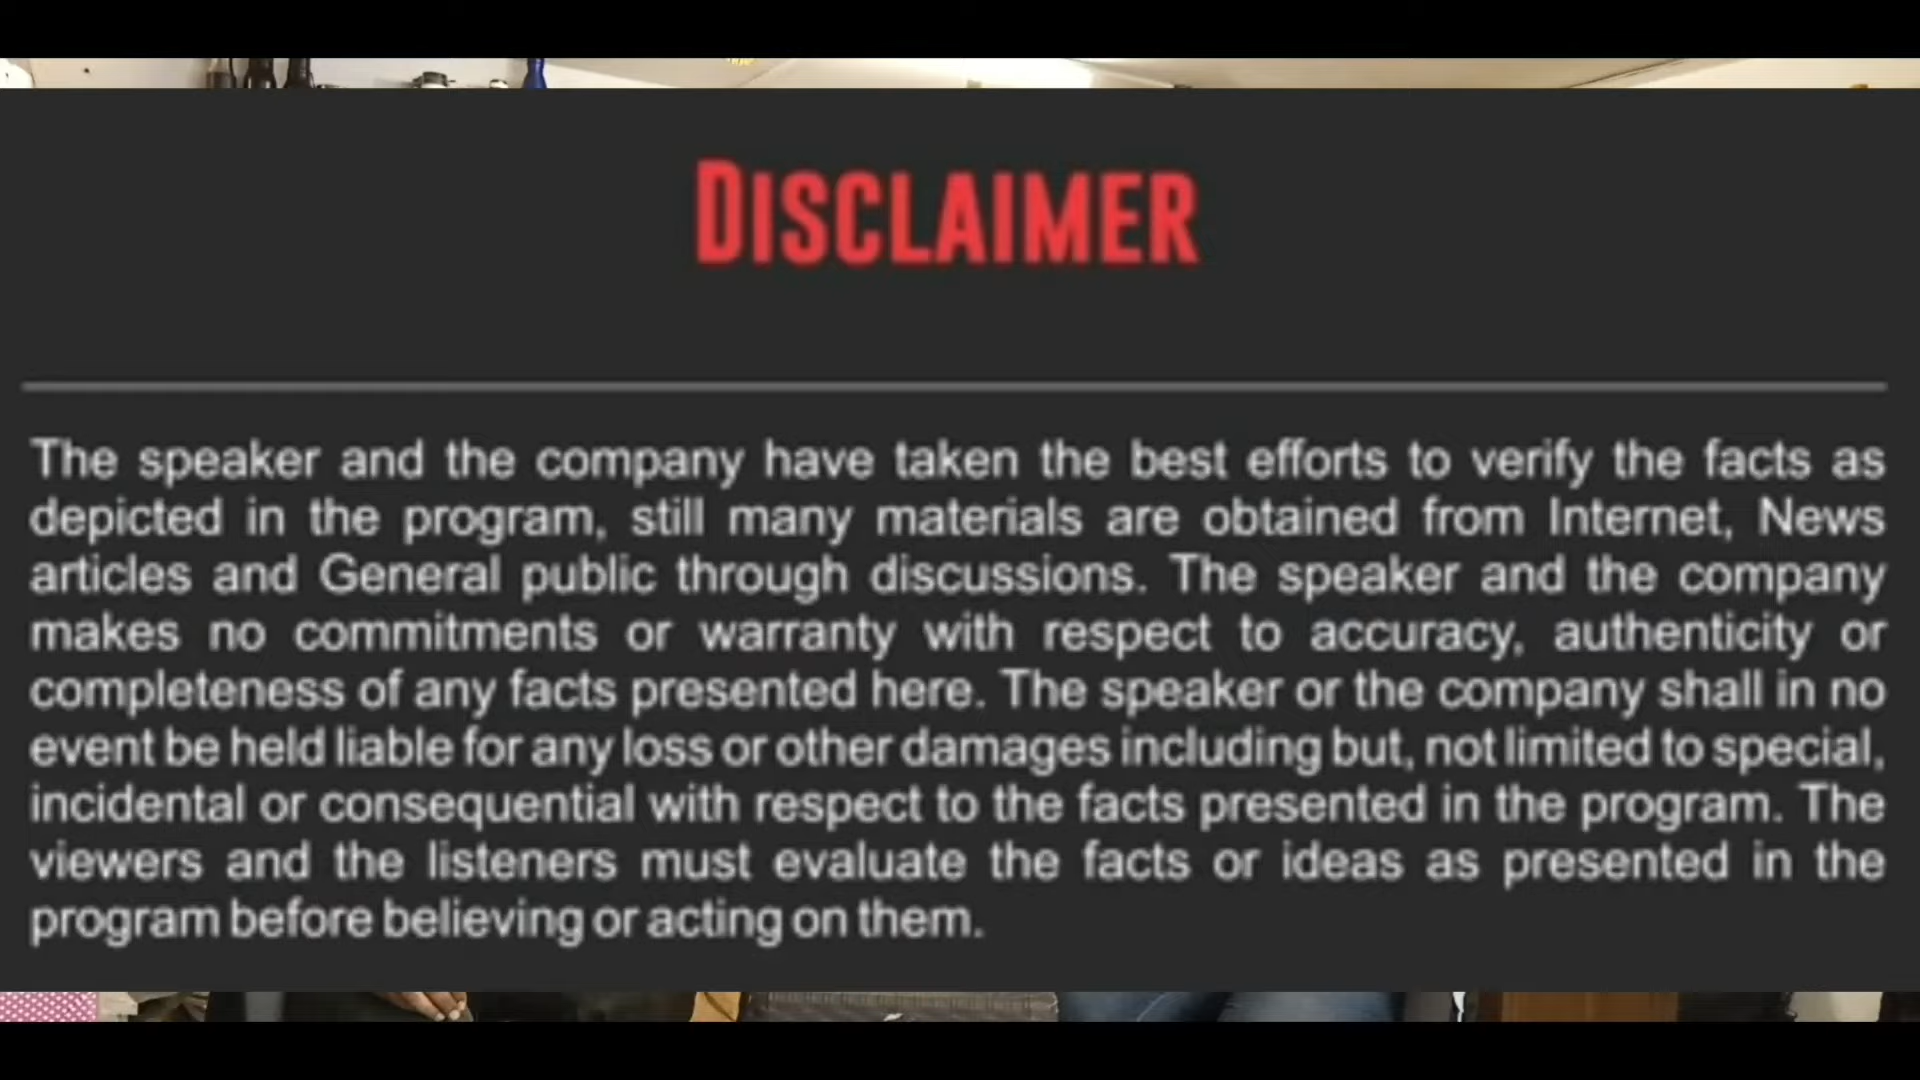 DISCLAIMER
The speaker and the company have taken the best efforts to verify the facts as
depicted in the program, still many materials are obtained from Internet, News
articles and General public through discussions. The speaker and the company
makes no commitments or warranty with respect to accuracy, authenticity or
completeness of any facts presented here. The speaker or the company shall in no
event be held liable for any loss or other damages including but, not limited to special,
incidental or consequential with respect to the facts presented in the program. The
viewers and the listeners must evaluate the facts or ideas as presented in the
program before believing or acting on them.